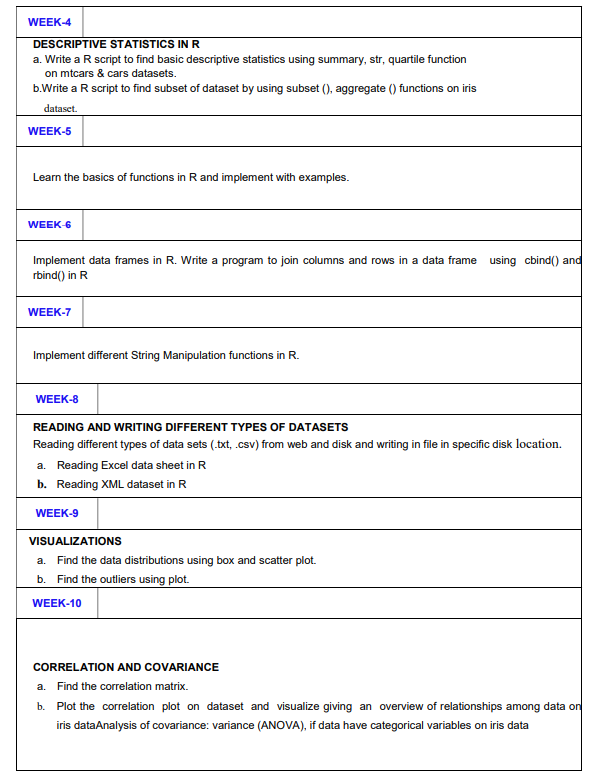 WEEK-4
DESCRIPTIVE STATISTICS IN R
a. Write a R script to find basic descriptive statistics using summary, str, quartile function
on mtcars & cars datasets.
b.Write a R script to find subset of dataset by using subset (), aggregate () functions on iris
dataset.
WEEK-5
Learn the basics of functions in R and implement with examples.
WEEK-6
Implement data frames in R. Write a program to join columns and rows in a data frame using cbind() and
rbind() in R
WEEK-7
Implement different String Manipulation functions in R.
WEEK-8
READING AND WRITING DIFFERENT TYPES OF DATASETS
Reading different types of data sets (.txt, .csv) from web and disk and writing in file in specific disk location.
a. Reading Excel data sheet in R
b. Reading XML dataset in R
WEEK-9
VISUALIZATIONS
a. Find the data distributions using box and scatter plot.
b. Find the outliers using plot.
WEEK-10
CORRELATION AND COVARIANCE
a. Find the correlation matrix.
b. Plot the correlation plot on dataset and visualize giving an overview of relationships among data on
iris dataAnalysis of covariance: variance (ANOVA), if data have categorical variables on iris data